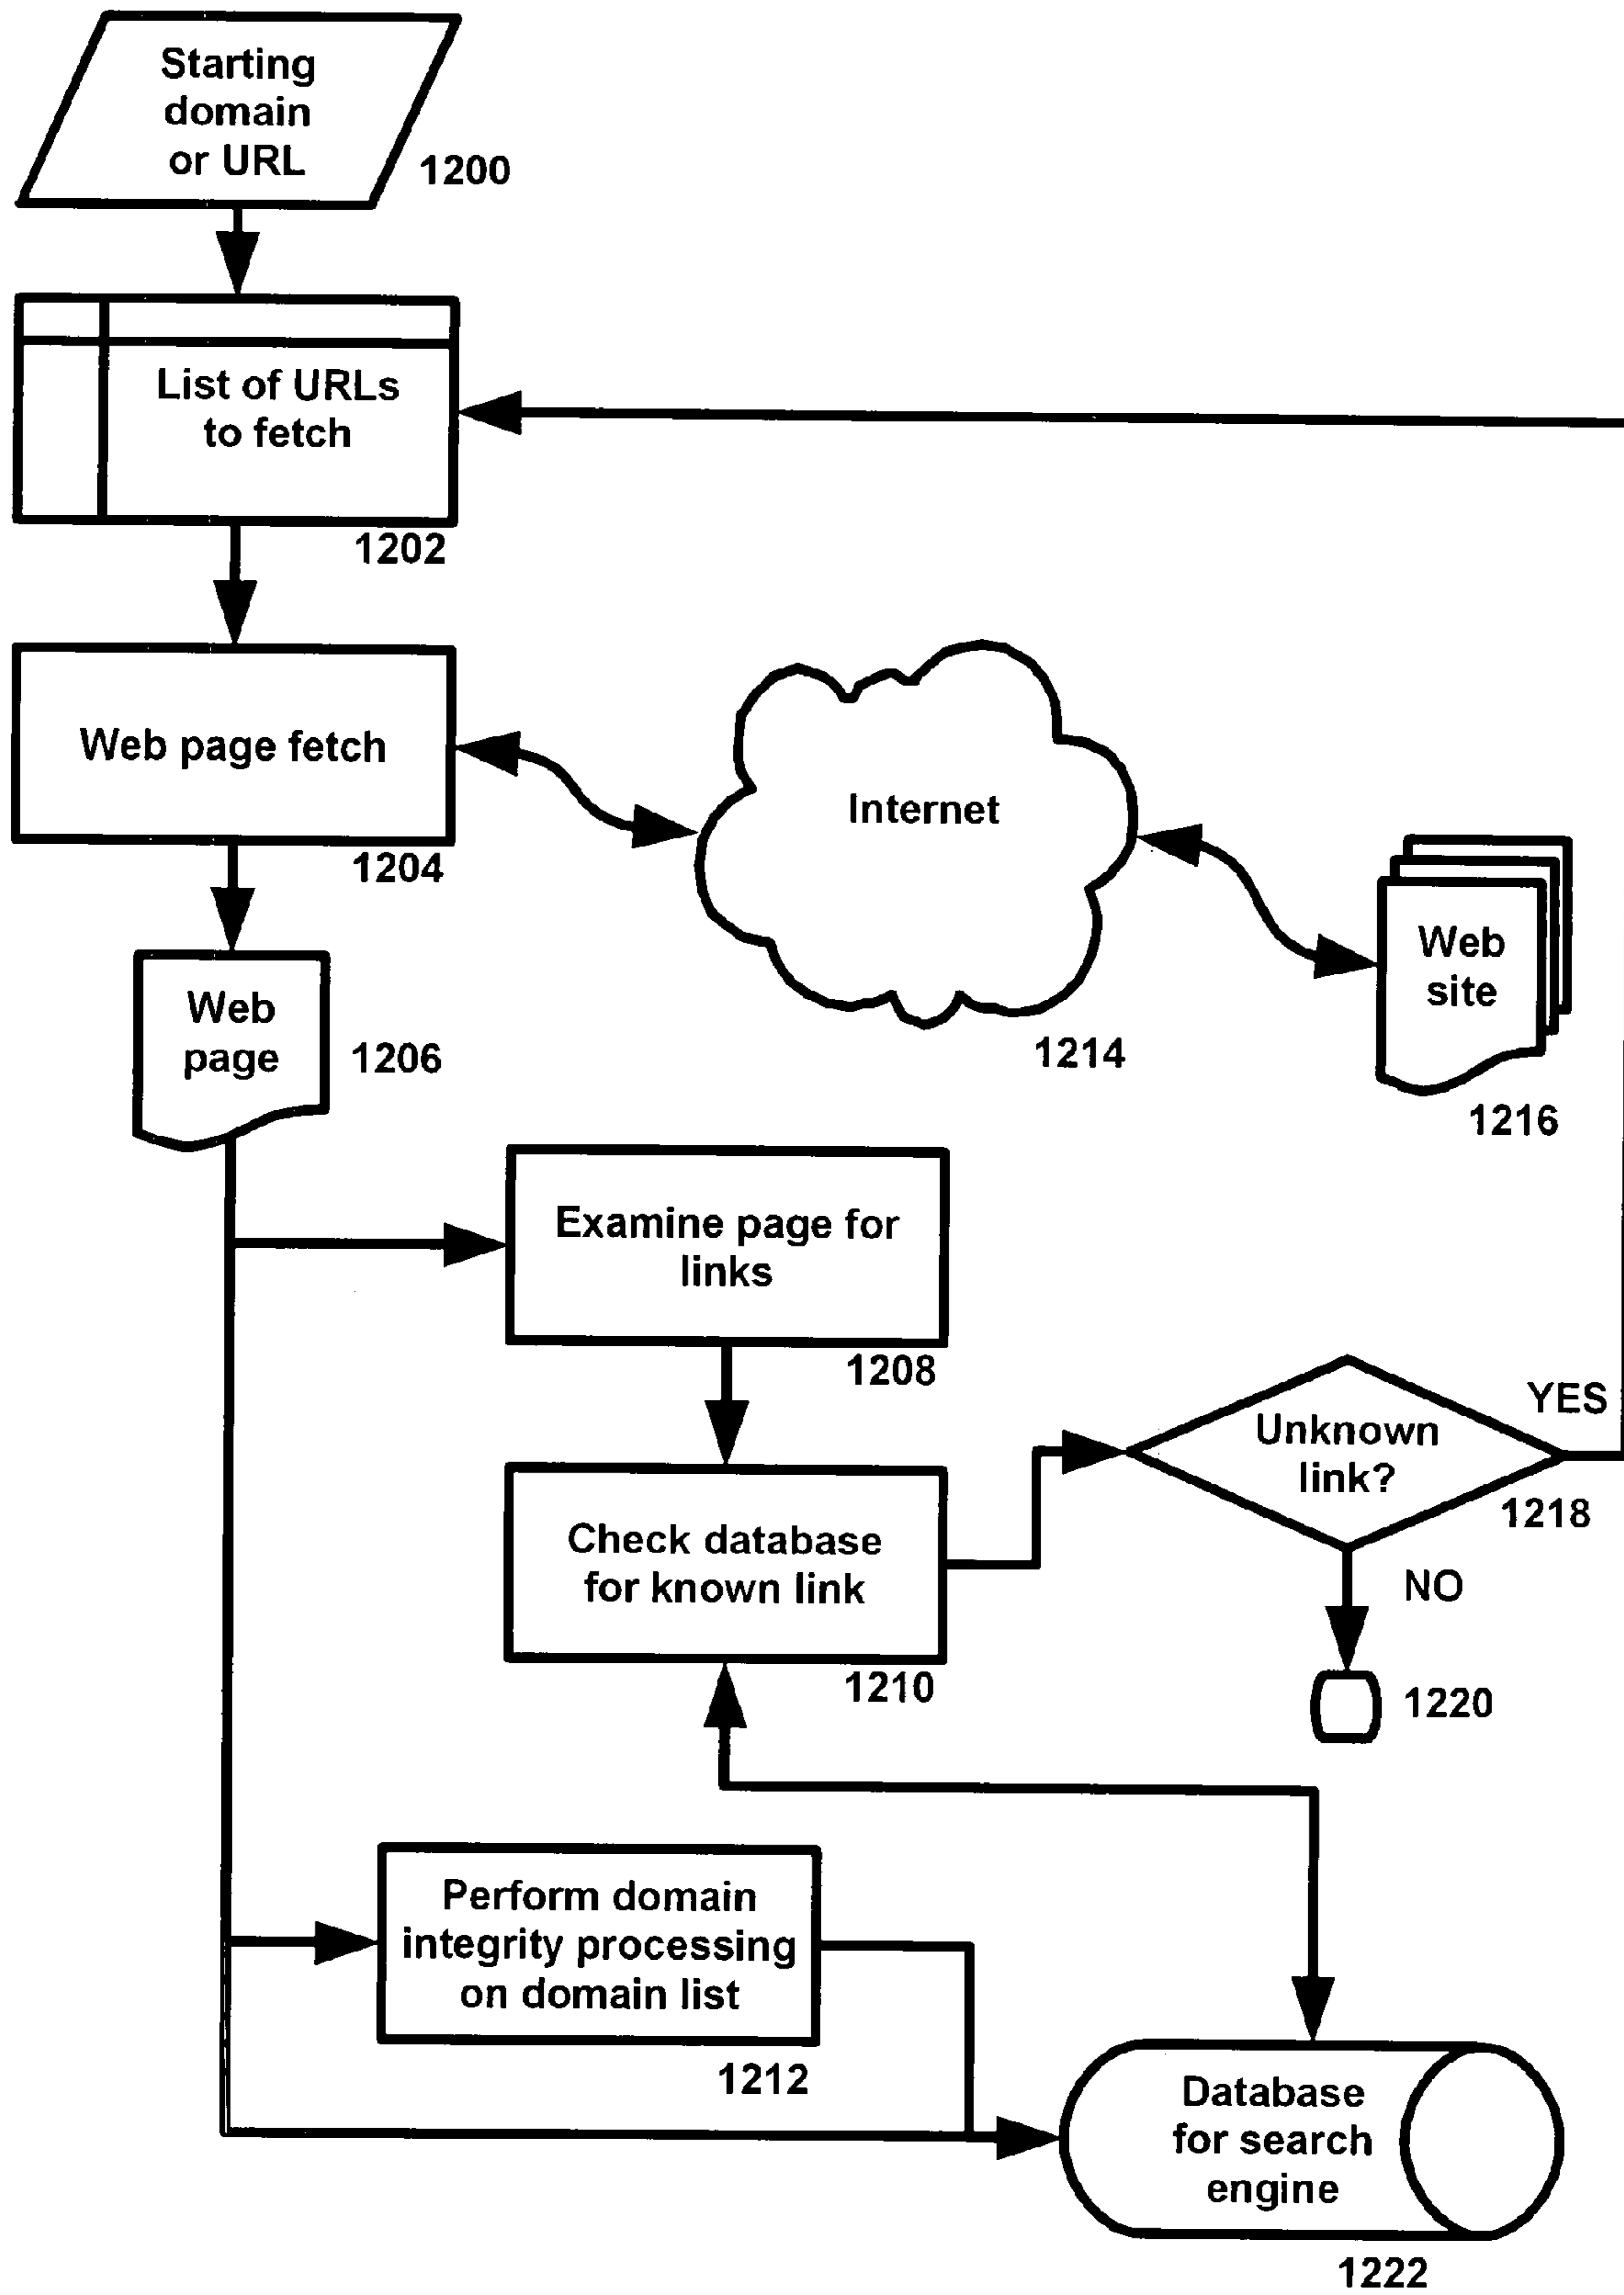 Starting
domain
or URL
1200
List of URLs
to fetch
1202
Web page fetch
1204
Internet
1214
Web
site
1216
Web
page
1206
Examine page for
links
1208
Unknown
link?
YES
1218
NO
1220
Check database
for known link
1210
Perform domain
integrity processing
on domain list
1212
Database
for search
engine
1222